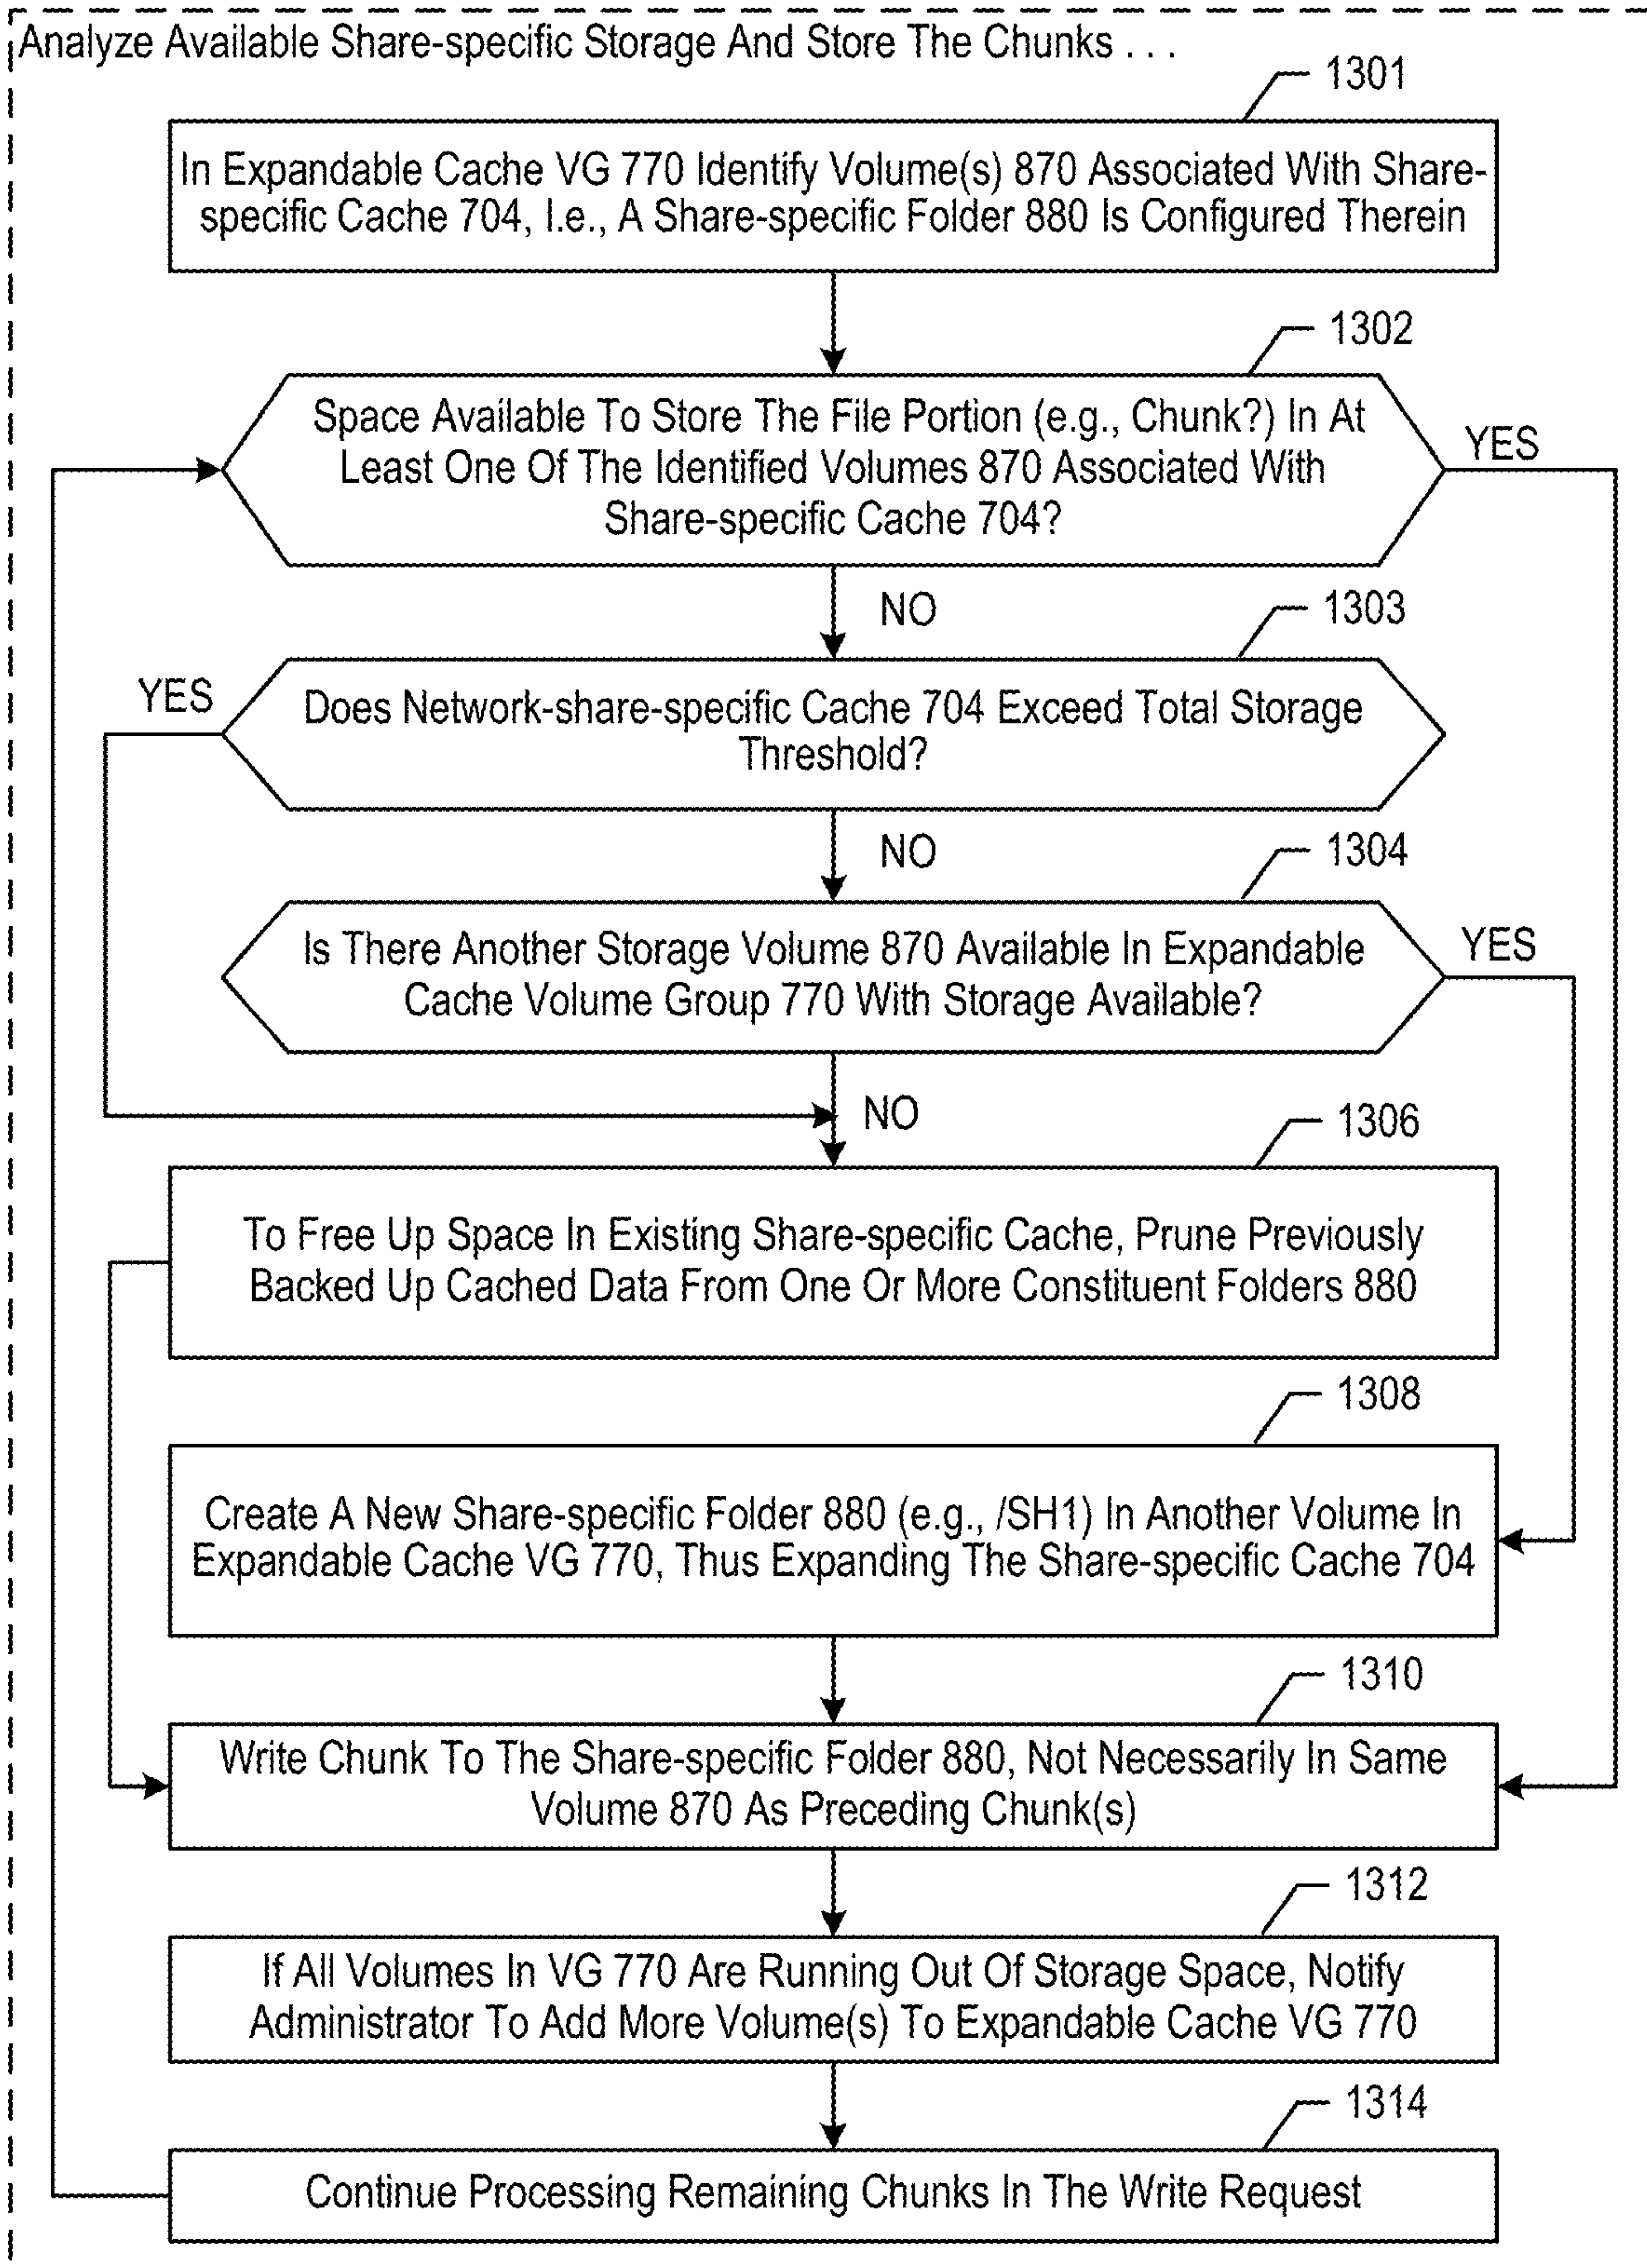 Analyze Available Share-specific Storage And Store The Chunks . . .
1301
In Expandable Cache VG 770 Identify Volume(s) 870 Associated With Share-
specific Cache 704, I.e., A Share-specific Folder 880 Is Configured Therein
1302
Space Available To Store The File Portion (e.g., Chunk?) In At
Least One Of The Identified Volumes 870 Associated With
Share-specific Cache 704?
YES
NO
1303
YES
Does Network-share-specific Cache 704 Exceed Total Storage
Threshold?
NO
1304
Is There Another Storage Volume 870 Available In Expandable
Cache Volume Group 770 With Storage Available?
YES
NO
1306
To Free Up Space In Existing Share-specific Cache, Prune Previously
Backed Up Cached Data From One Or More Constituent Folders 880
1308
Create A New Share-specific Folder 880 (e.g., /SH1) In Another Volume In
Expandable Cache VG 770, Thus Expanding The Share-specific Cache 704
1310
Write Chunk To The Share-specific Folder 880, Not Necessarily In Same
Volume 870 As Preceding Chunk(s)
1312
If All Volumes In VG 770 Are Running Out Of Storage Space, Notify
Administrator To Add More Volume(s) To Expandable Cache VG 770
1314
Continue Processing Remaining Chunks In The Write Request